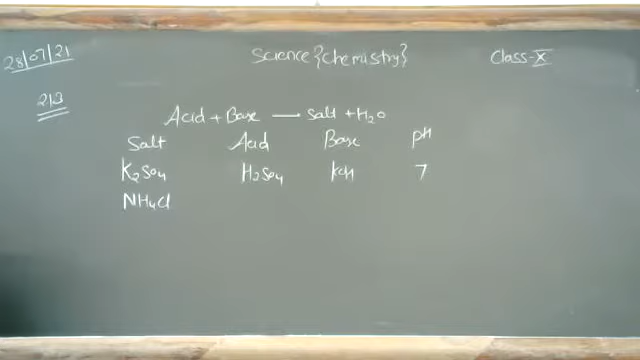 28/07/21 Science {chemistry} Class-X
213
Acid + Base — Salt + H2O
Salt Acid Base pH
K2SO4 H2SO4 KOH 7
NH4Cl